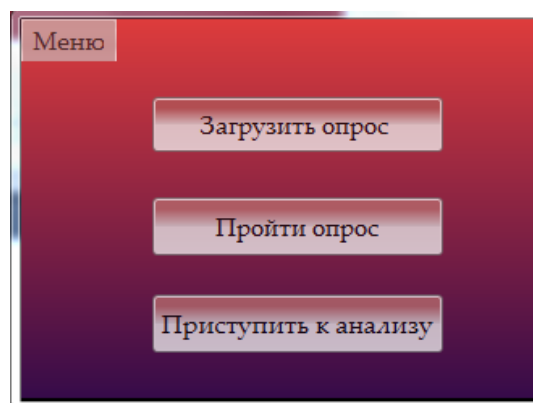 Меню
Загрузить опрос
Пройти опрос
Приступить к анализу